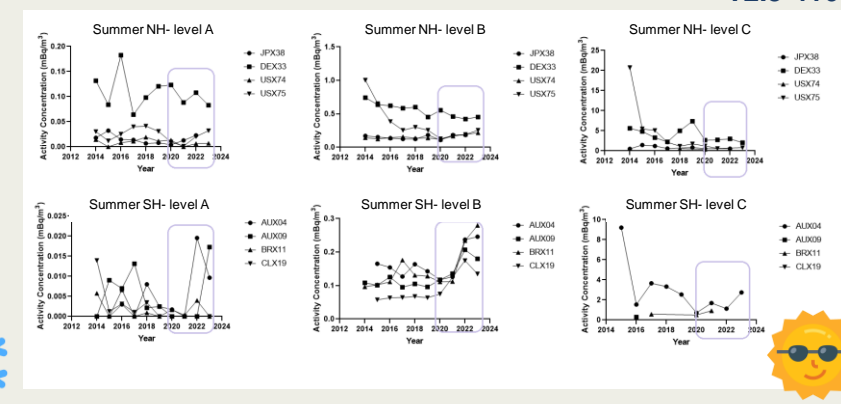 Summer NH- level A
Activity Concentration (mBq/m³)
0.20
0.15
0.10
0.05
0.00
2012 2014 2016 2018 2020 2022 2024
Year
JPX38
DEX33
USX74
USX75
Summer NH- level B
Activity Concentration (mBq/m³)
1.5
1.0
0.5
0.0
2012 2014 2016 2018 2020 2022 2024
Year
JPX38
DEX33
USX74
USX75
Summer NH- level C
Activity Concentration (mBq/m³)
25
20
15
10
5
0
2012 2014 2016 2018 2020 2022 2024
Year
JPX38
DEX33
USX74
USX75
Summer SH- level A
Activity Concentration (mBq/m³)
0.025
0.020
0.015
0.010
0.005
0.000
2012 2014 2016 2018 2020 2022 2024
Year
AUX04
AUX09
BRX11
CLX19
Summer SH- level B
Activity Concentration (mBq/m³)
0.3
0.2
0.1
0.0
2012 2014 2016 2018 2020 2022 2024
Year
AUX04
AUX09
BRX11
CLX19
Summer SH- level C
Activity Concentration (mBq/m³)
10
8
6
4
2
0
2014 2016 2018 2020 2022 2024
Year
AUX04
AUX09
BRX11
CLX19